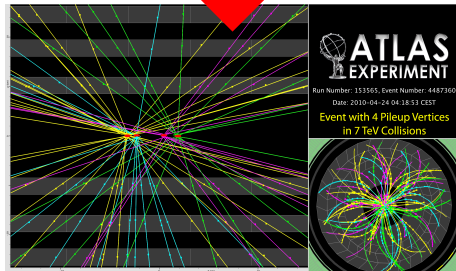 ATLAS
EXPERIMENT
Run Number: 153565, Event Number: 4487360
Date: 2010-04-24 04:18:53 CEST
Event with 4 Pileup Vertices
in 7 TeV Collisions